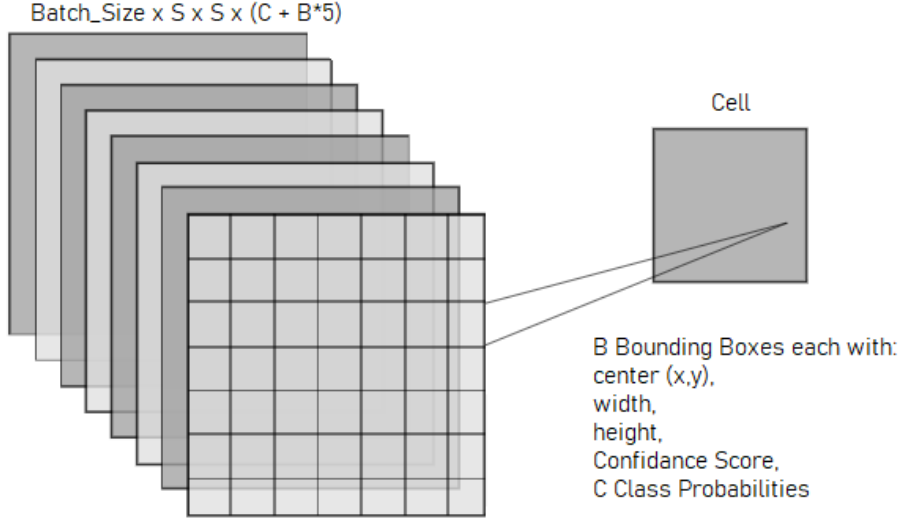 Batch_Size x S x S x (C + B*5)
Cell
B Bounding Boxes each with:
center (x,y),
width,
height,
Confidance Score,
C Class Probabilities